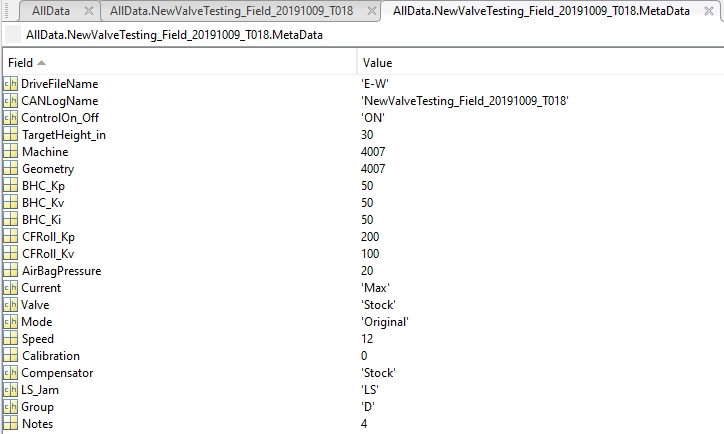 AllData AllData.NewValveTesting_Field_20191009_T018 AllData.NewValveTesting_Field_20191009_T018.MetaData
AllData.NewValveTesting_Field_20191009_T018.MetaData
Field Value
DriveFileName 'E-W'
CANLogName 'NewValveTesting_Field_20191009_T018'
ControlOn_Off 'ON'
TargetHeight_in 30
Machine 4007
Geometry 4007
BHC_Kp 50
BHC_Kv 50
BHC_Ki 50
CFRoll_Kp 200
CFRoll_Kv 100
AirBagPressure 20
Current 'Max'
Valve 'Stock'
Mode 'Original'
Speed 12
Calibration 0
Compensator 'Stock'
LS_Jam 'LS'
Group 'D'
Notes 4